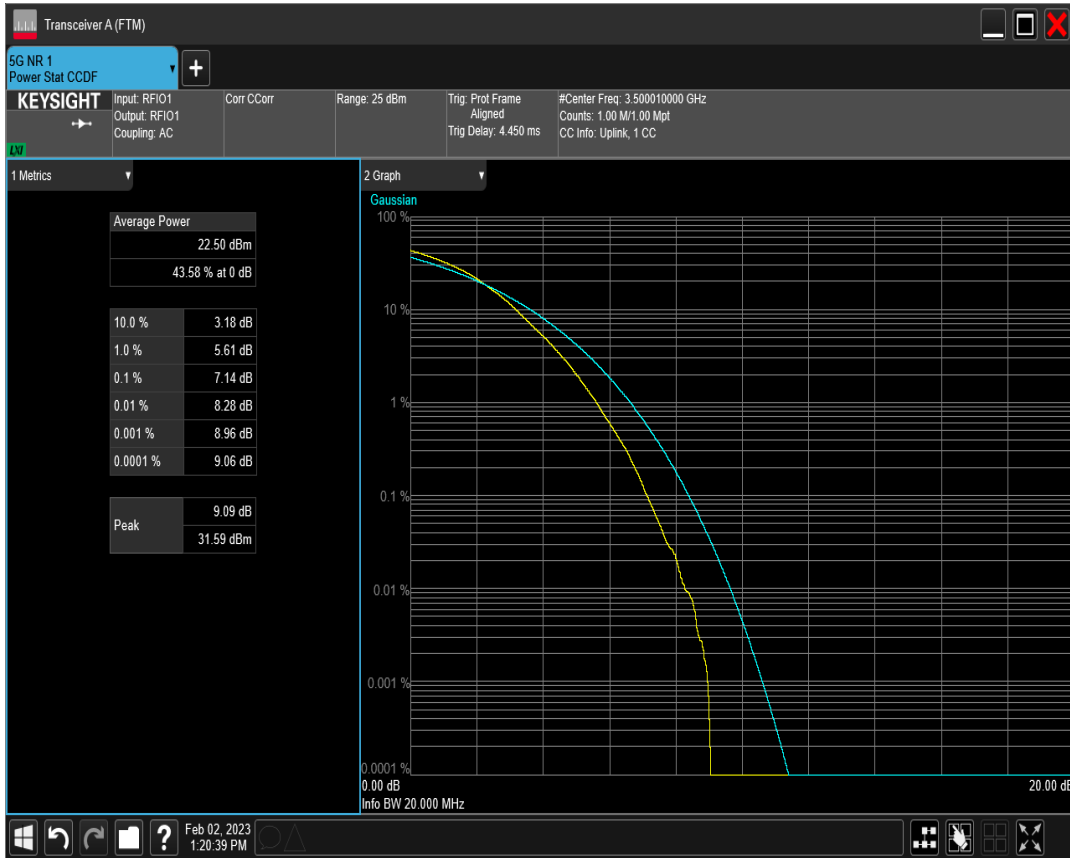 Transceiver A (FTM)
5G NR 1
Power Stat CCDF
+
KEYSIGHT
LXI
Input: RFIO1
Output: RFIO1
Coupling: AC
Corr CCorr
Range: 25 dBm
Trig: Prot Frame
Aligned
Trig Delay: 4.450 ms
#Center Freq: 3.500010000 GHz
Counts: 1.00 M/1.00 Mpt
CC Info: Uplink, 1 CC
1 Metrics
Average Power
22.50 dBm
43.58 % at 0 dB
10.0 % 3.18 dB
1.0 % 5.61 dB
0.1 % 7.14 dB
0.01 % 8.28 dB
0.001 % 8.96 dB
0.0001 % 9.06 dB
Peak 9.09 dB
31.59 dBm
2 Graph
Gaussian
100 %
10 %
1 %
0.1 %
0.01 %
0.001 %
0.0001 %
0.00 dB 20.00 dB
Info BW 20.000 MHz
?
Feb 02, 2023
1:20:39 PM